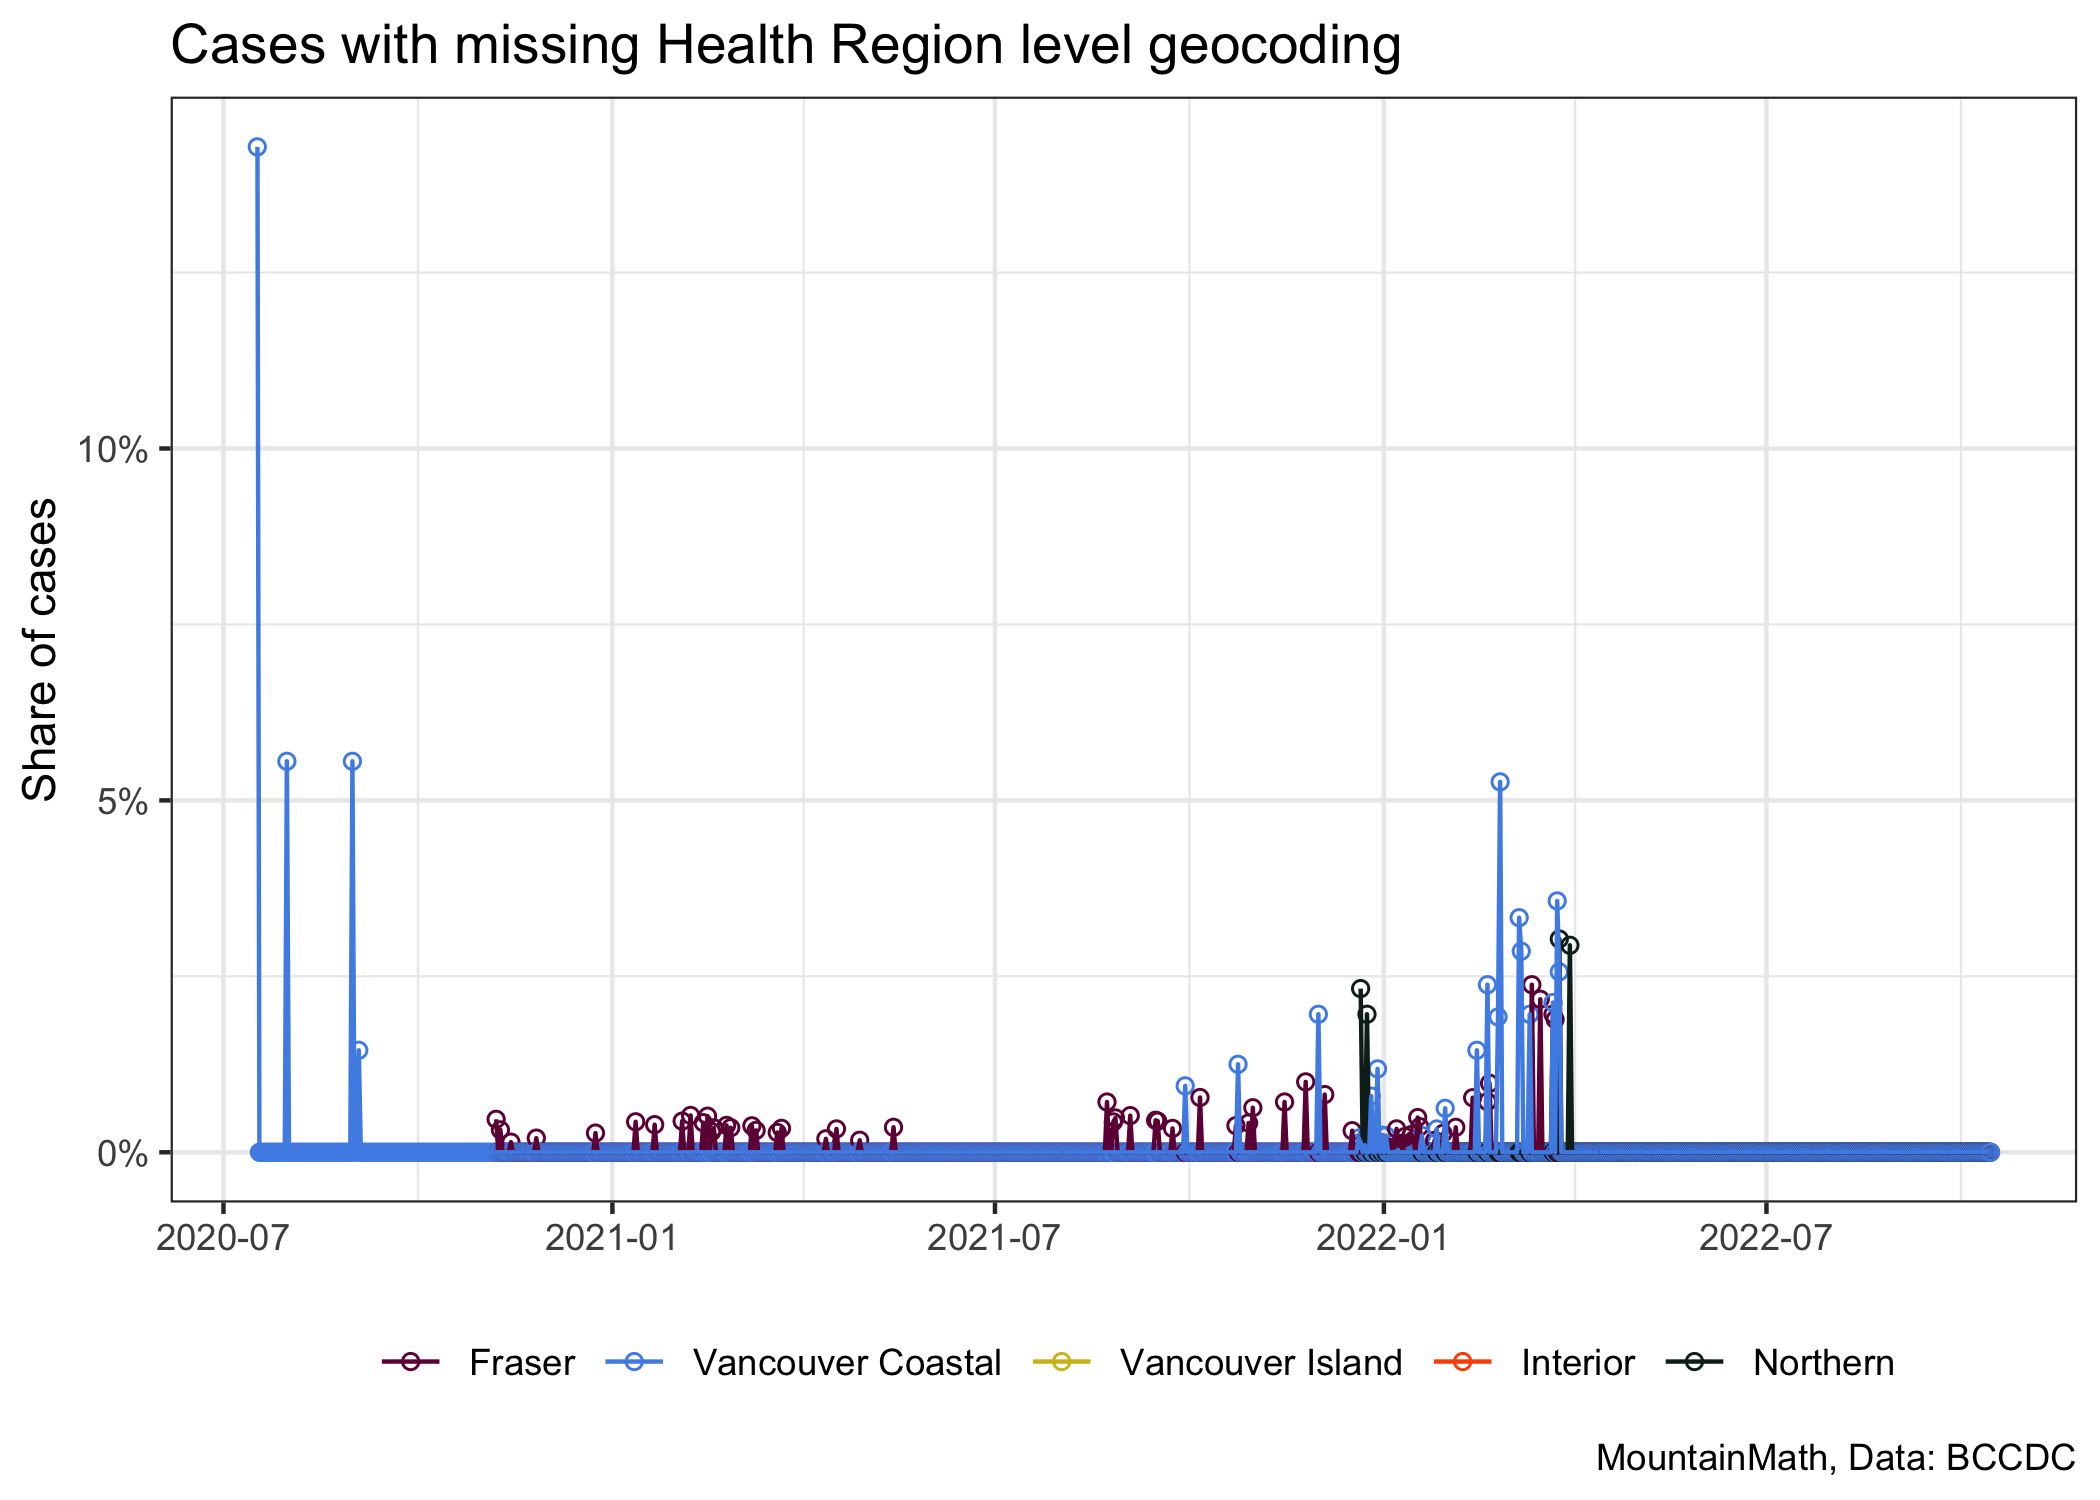 Cases with missing Health Region level geocoding
Share of cases
10%
5%
0%
2020-07 2021-01 2021-07 2022-01 2022-07
Fraser Vancouver Coastal Vancouver Island Interior Northern
MountainMath, Data: BCCDC